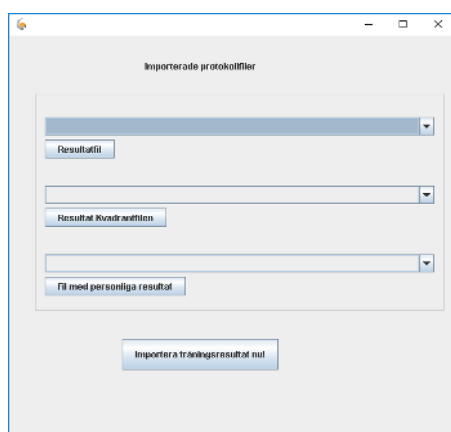 Importerade protokollfiler
Resultatfil
Resultat Kvadrantfilen
Fil med personliga resultat
Importera träningsresultat nu!